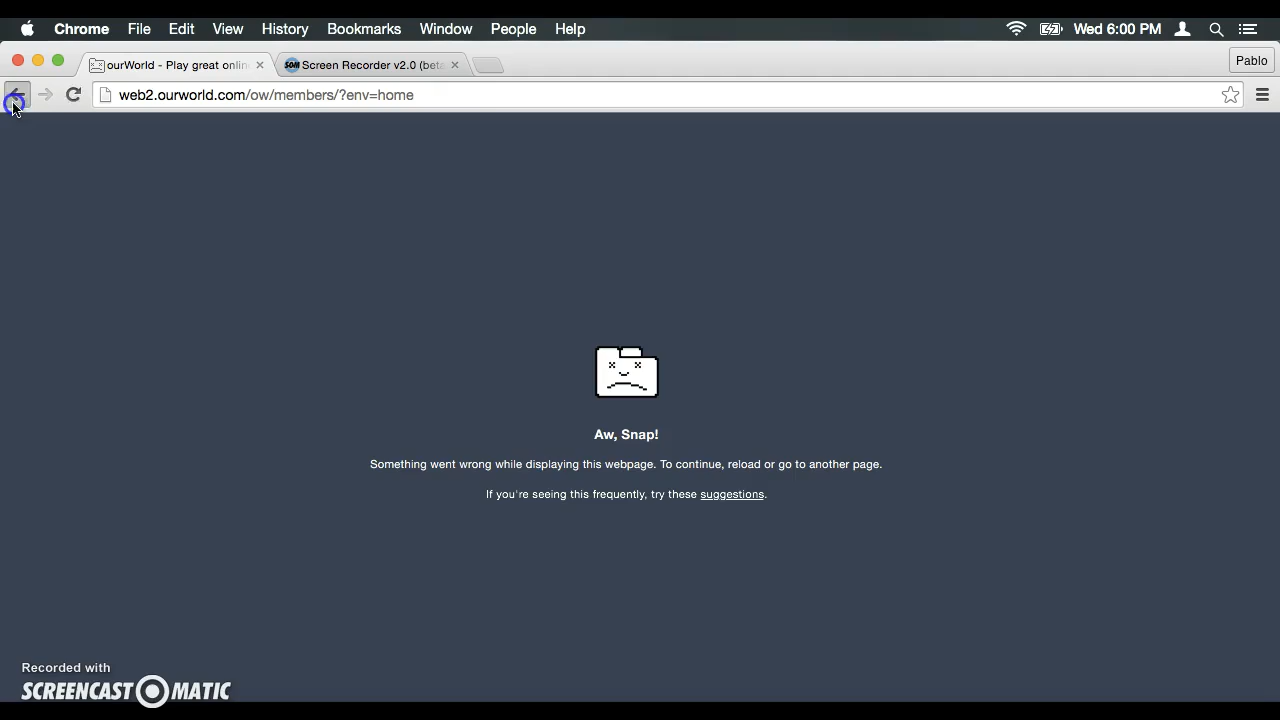 Chrome File Edit View History Bookmarks Window People Help Wed 6:00 PM
ourWorld - Play great onlin Screen Recorder v2.0 (beta Pablo
web2.ourworld.com/ow/members/?env=home
Aw, Snap!
Something went wrong while displaying this webpage. To continue, reload or go to another page.
If you're seeing this frequently, try these suggestions.
Recorded with
SCREENCAST O MATIC